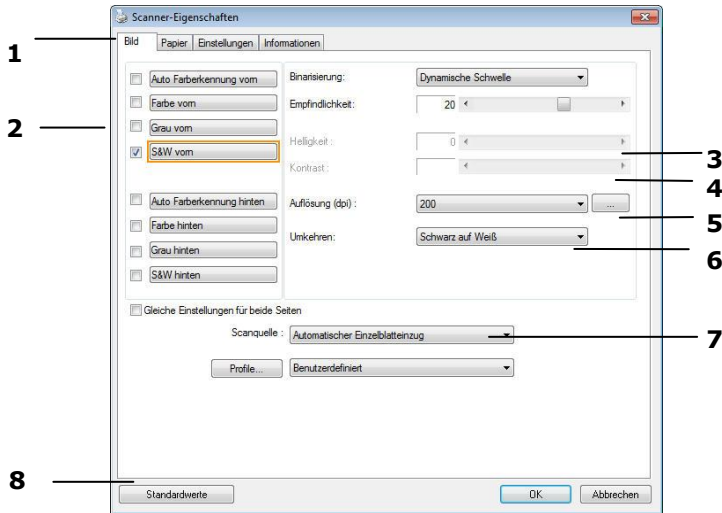 Scanner-Eigenschaften
Bild Papier Einstellungen Informationen
1
Auto Farberkennung vorn Binarisierung: Dynamische Schwelle
Farbe vorn Empfindlichkeit: 20
2 Grau vorn
Helligkeit : 0
S&W vorn 3
Kontrast :
4
Auto Farberkennung hinten Auflösung (dpi) : 200 ...
5
Farbe hinten
Umkehren: Schwarz auf Weiß
6
Grau hinten
S&W hinten
Gleiche Einstellungen für beide Seiten
Scanquelle : Automatischer Einzelblatteinzug 7
Profile... Benutzerdefiniert
8
Standardwerte OK Abbrechen